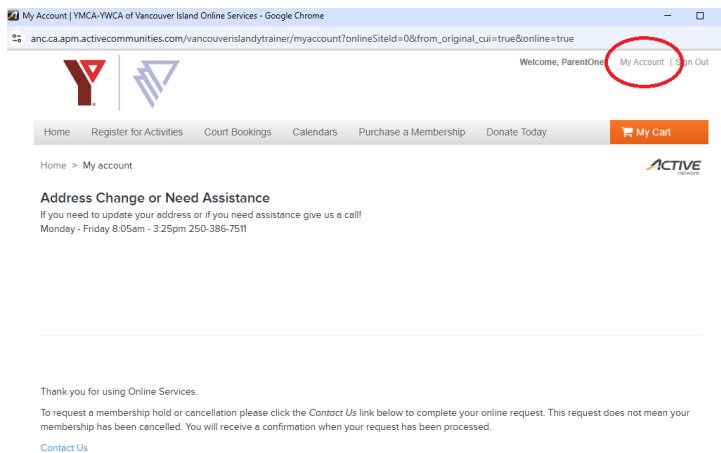 My Account | YMCA-YWCA of Vancouver Island Online Services - Google Chrome
anc.ca.apm.activecommunities.com/vancouverislandytrainer/myaccount?onlineSiteId=0&from_original_cui=true&online=true
Welcome, ParentOne My Account | Sign Out
Y
Home Register for Activities Court Bookings Calendars Purchase a Membership Donate Today My Cart
Home > My account
ACTIVE
network
Address Change or Need Assistance
If you need to update your address or if you need assistance give us a call!
Monday - Friday 8:05am - 3:25pm 250-386-7511
Thank you for using Online Services.
To request a membership hold or cancellation please click the Contact Us link below to complete your online request. This request does not mean your
membership has been cancelled. You will receive a confirmation when your request has been processed.
Contact Us